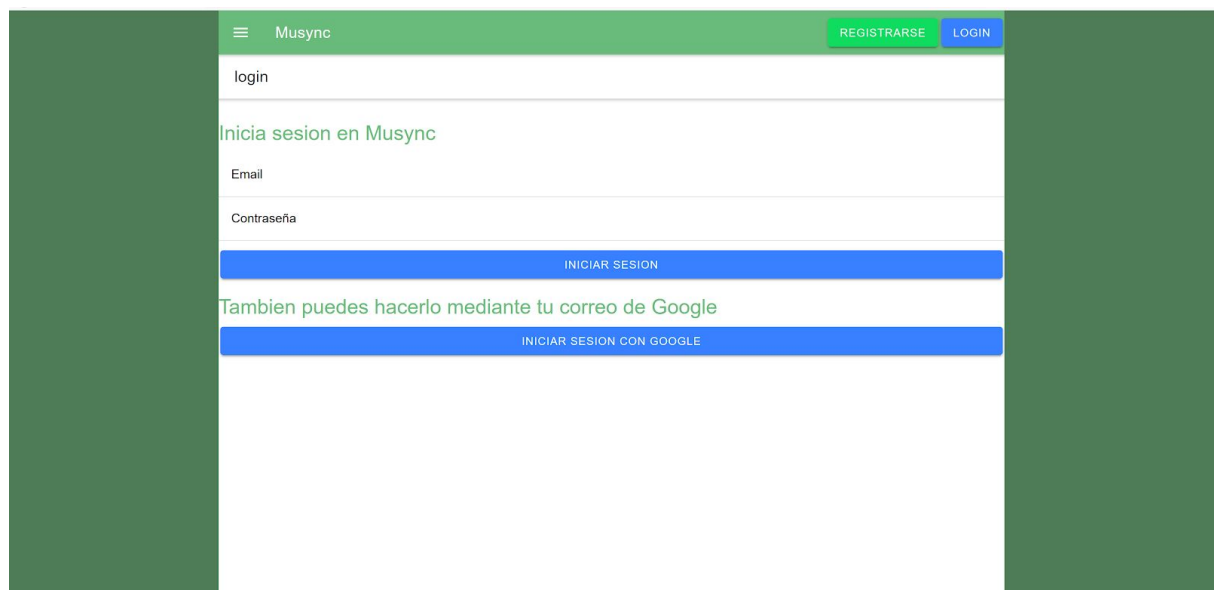 Musync
REGISTRARSE
LOGIN
login
Inicia sesion en Musync
Email
Contraseña
INICIAR SESION
Tambien puedes hacerlo mediante tu correo de Google
INICIAR SESION CON GOOGLE